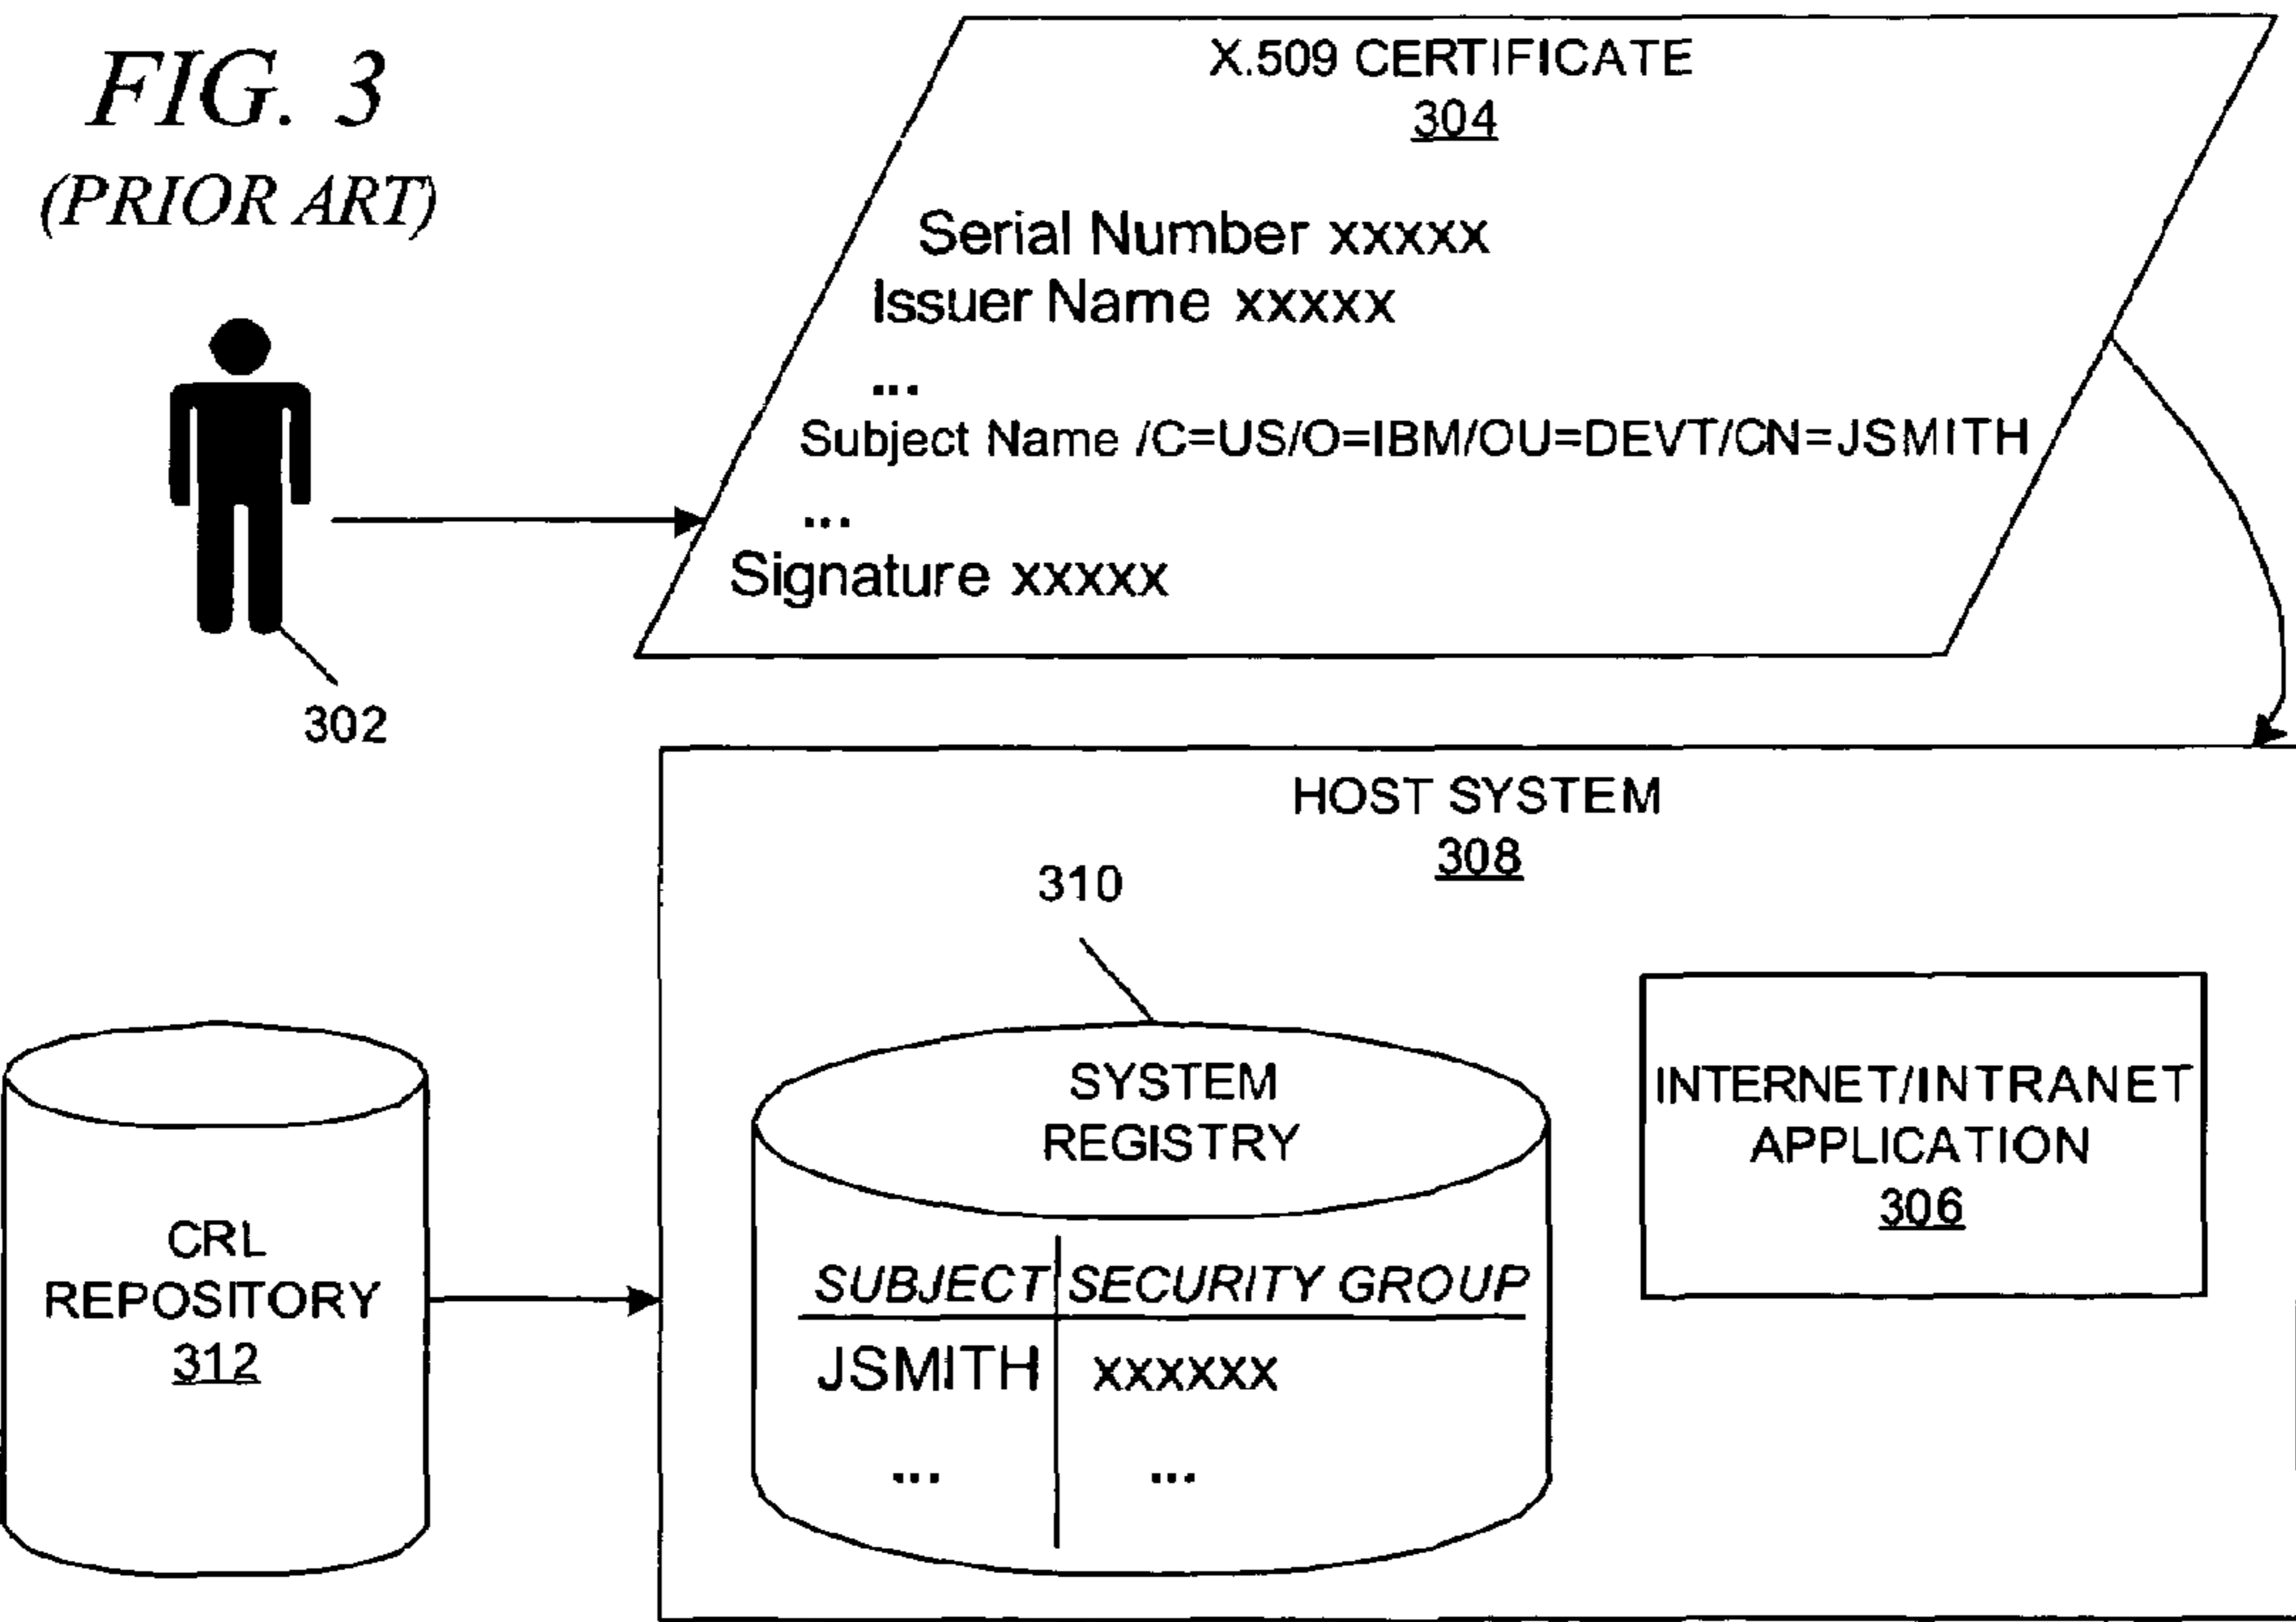 FIG. 3
(PRIOR ART)
X.509 CERTIFICATE
304
Serial Number xxxxx
Issuer Name xxxxx
...
Subject Name /C=US/O=IBM/OU=DEVT/CN=JSMITH
...
Signature xxxxx
302
HOST SYSTEM
308
310
SYSTEM
REGISTRY
SUBJECT SECURITY GROUP
JSMITH xxxxxx
... ...
INTERNET/INTRANET
APPLICATION
306
CRL
REPOSITORY
312